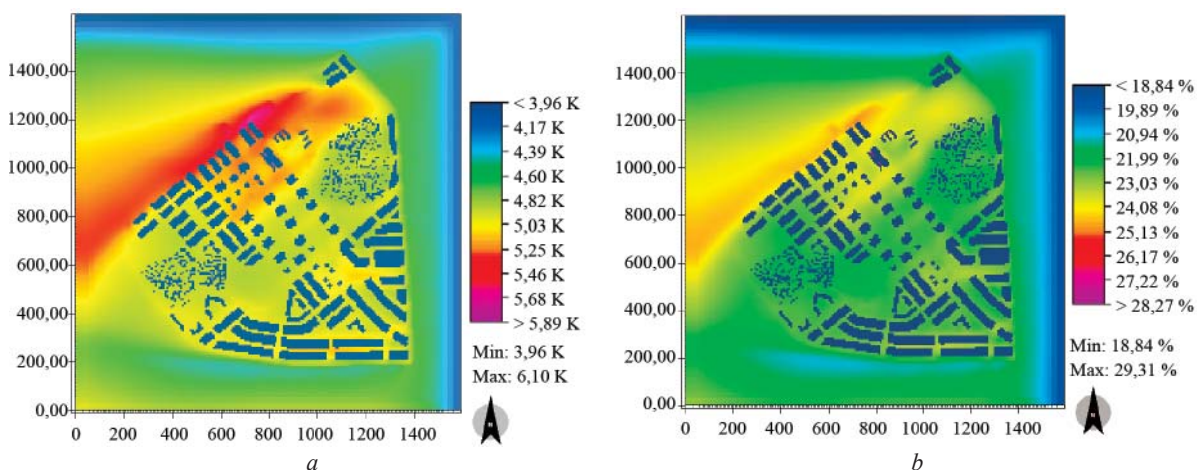 1400,00
1200,00
1000,00
800,00
600,00
400,00
200,00
0,00
0 200 400 600 800 1000 1200 1400
< 3,96 K
4,17 K
4,39 K
4,60 K
4,82 K
5,03 K
5,25 K
5,46 K
5,68 K
> 5,89 K
Min: 3,96 K
Max: 6,10 K
N
a
1400,00
1200,00
1000,00
800,00
600,00
400,00
200,00
0,00
0 200 400 600 800 1000 1200 1400
< 18,84 %
19,89 %
20,94 %
21,99 %
23,03 %
24,08 %
25,13 %
26,17 %
27,22 %
> 28,27 %
Min: 18,84 %
Max: 29,31 %
N
b